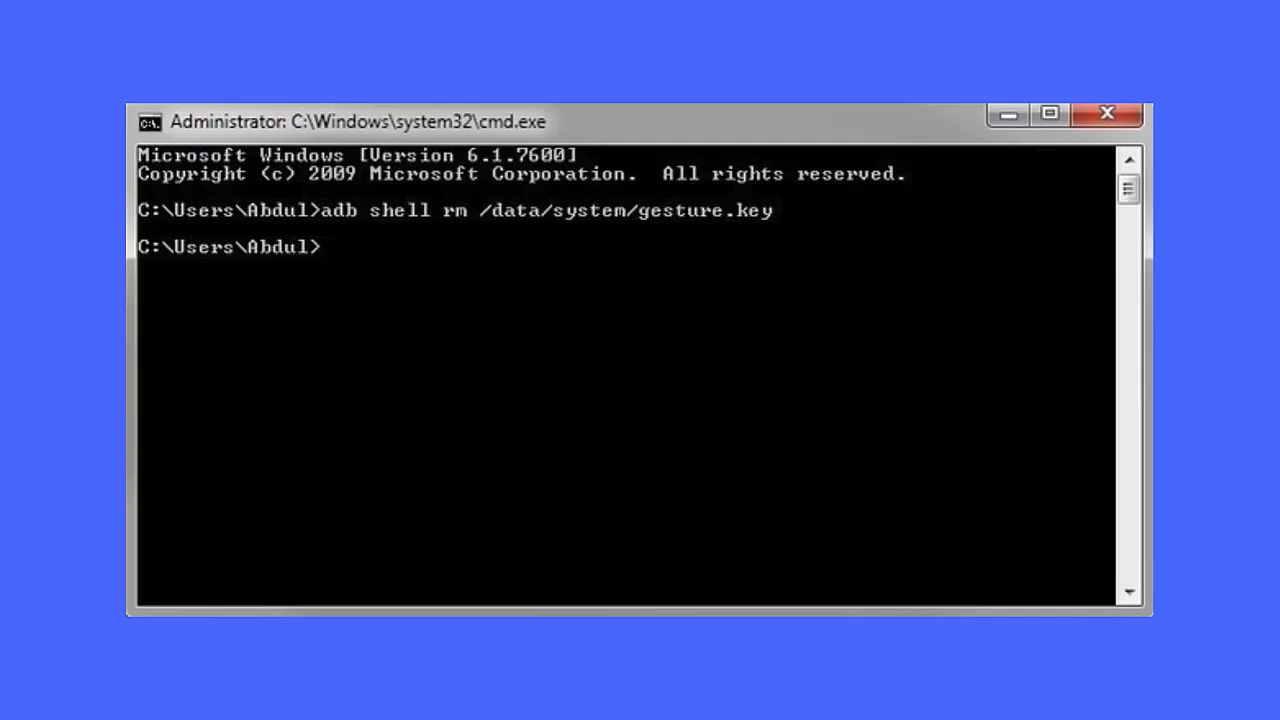 Administrator: C:\Windows\system32\cmd.exe
Microsoft Windows [Version 6.1.7600]
Copyright (c) 2009 Microsoft Corporation.  All rights reserved.
C:\Users\Abdul>adb shell rm /data/system/gesture.key
C:\Users\Abdul>